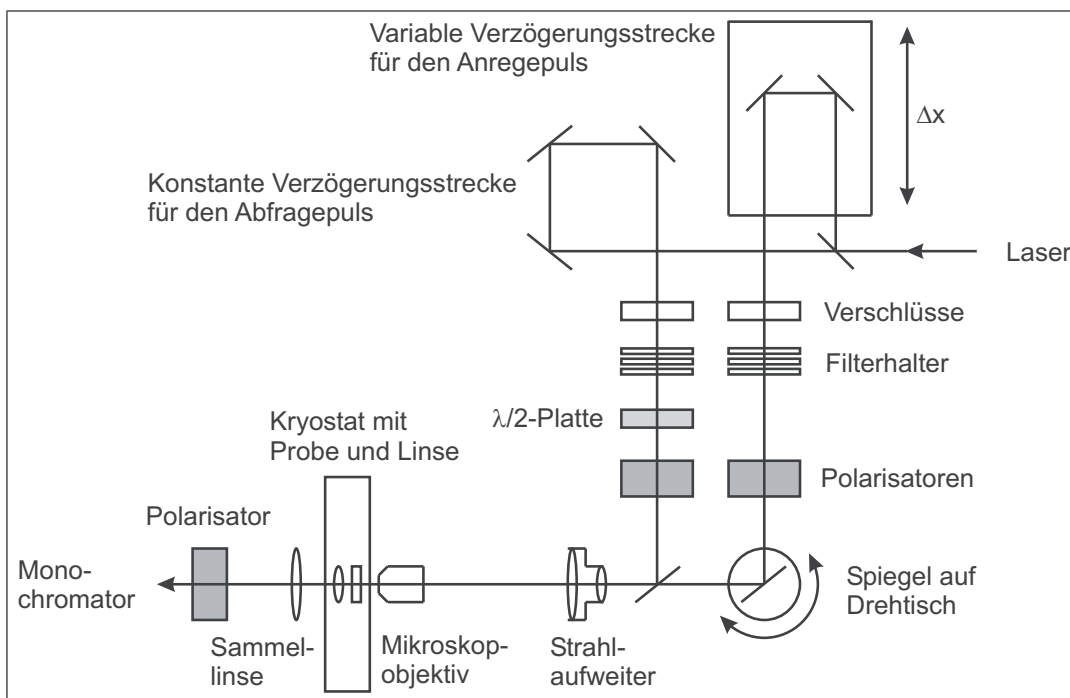 Variable Verzögerungsstrecke
für den Anregepuls
Δx
Konstante Verzögerungsstrecke
für den Abfragepuls
Laser
Verschlüsse
Filterhalter
λ/2-Platte
Kryostat mit
Probe und Linse
Polarisatoren
Polarisator
Mono-
chromator
Spiegel auf
Drehtisch
Sammel-
linse
Mikroskop-
objektiv
Strahl-
aufweiter